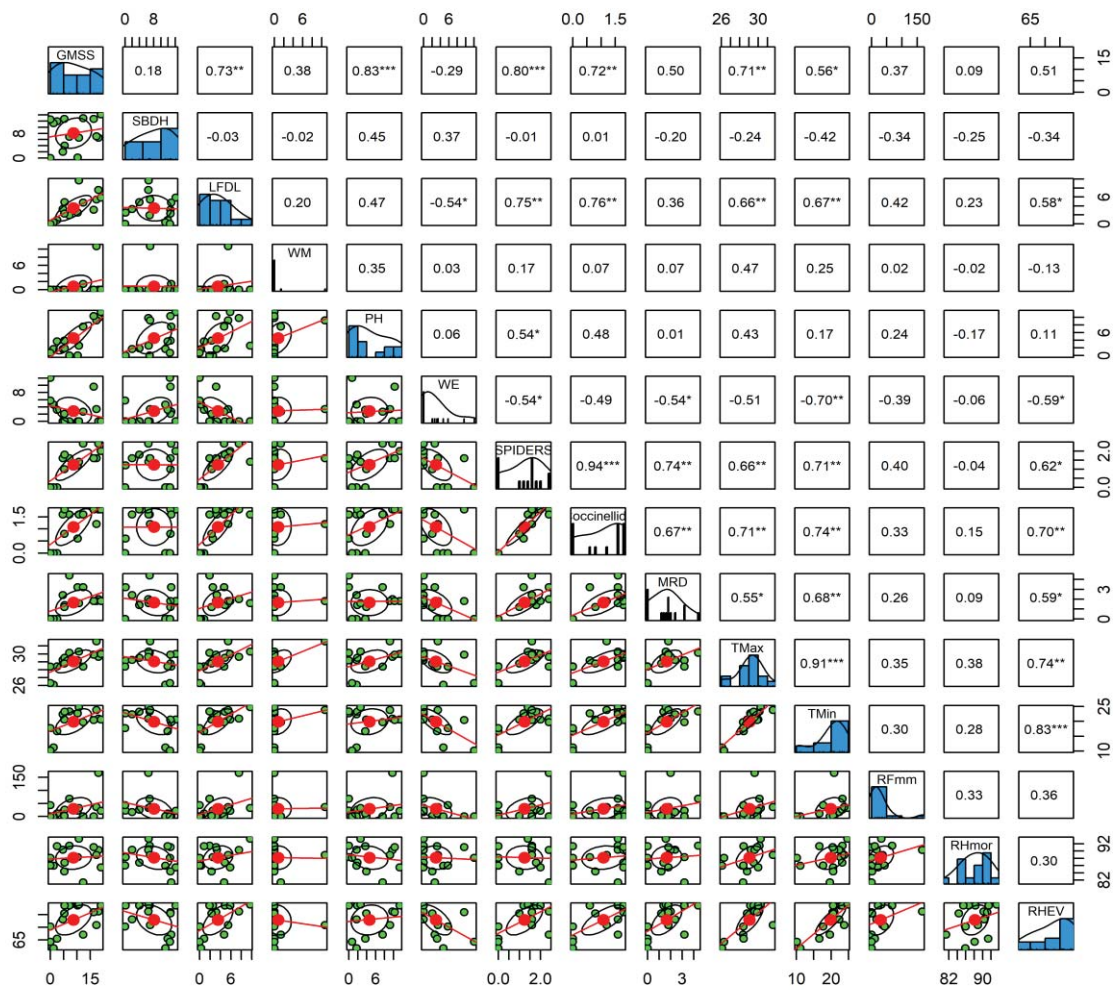 0 8 0 6 0 6 0.0 1.5 26 30 0 150 65
GMSS 0.18 0.73** 0.38 0.83*** -0.29 0.80*** 0.72** 0.50 0.71** 0.56* 0.37 0.09 0.51 0 15
0 8 SBDH -0.03 -0.02 0.45 0.37 -0.01 0.01 -0.20 -0.24 -0.42 -0.34 -0.25 -0.34
LFDL 0.20 0.47 -0.54* 0.75** 0.76** 0.36 0.66** 0.67** 0.42 0.23 0.58* 0 6
0 6 WM 0.35 0.03 0.17 0.07 0.07 0.47 0.25 0.02 -0.02 -0.13
PH 0.06 0.54* 0.48 0.01 0.43 0.17 0.24 -0.17 0.11 0 6
0 8 WE -0.54* -0.49 -0.54* -0.51 -0.70** -0.39 -0.06 -0.59*
SPIDERS 0.94*** 0.74** 0.66** 0.71** 0.40 -0.04 0.62* 0.0 2.0
0.0 1.5 occinellid 0.67** 0.71** 0.74** 0.33 0.15 0.70**
MRD 0.55* 0.68** 0.26 0.09 0.59* 0 3
26 30 TMax 0.91*** 0.35 0.38 0.74**
TMin 0.30 0.28 0.83*** 10 25
0 150 RFmm 0.33 0.36
RHmor 0.30 82 92
65 RHEV
0 15 0 6 0 6 0.0 2.0 0 3 10 20 82 90